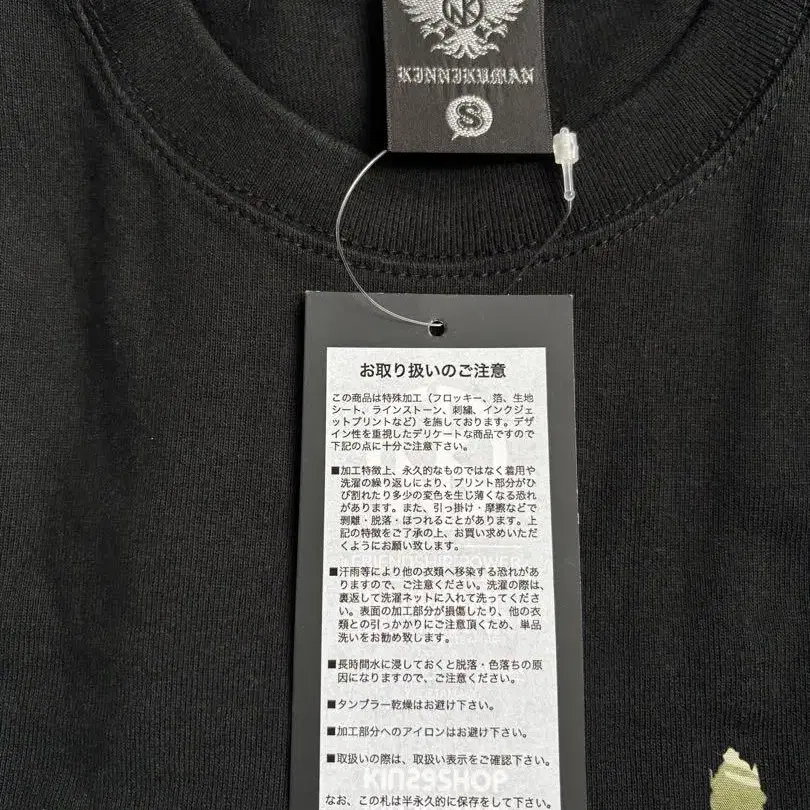 KINNIKUMAN
S
お取り扱いのご注意
この商品は特殊加工（フロッキー、箔、生地
シート、ラインストーン、刺繍、インクジェ
ットプリントなど）を施しております。デザ
イン性を重視したデリケートな商品ですので
下記の点に十分ご注意下さい。
■加工特徴上、永久的なものではなく着用や
洗濯の繰り返しにより、プリント部分がひ
び割れたり多少の変色を生じ薄くなる恐れ
があります。また、引っ掛け・摩擦などで
剥離・脱落・ほつれることがあります。上
記の特徴をご了承の上、お買い求めいただ
くようにお願い致します。
■汗雨等により他の衣類へ移染する恐れがあ
りますので、ご注意ください。洗濯の際は、
裏返して洗濯ネットに入れて洗ってくださ
い。表面の加工部分が損傷したり、他の衣
類との引っかかりにご注意頂くため、単品
洗いをお勧め致します。
■長時間水に浸しておくと脱落・色落ちの原
因になりますので、ご注意ください。
■タンブラー乾燥はお避け下さい。
■加工部分へのアイロンはお避け下さい。
■取扱いの際は、取扱い表示をご確認下さい。
KIN29SHOP
なお、この札は半永久的に保存をして下さい。